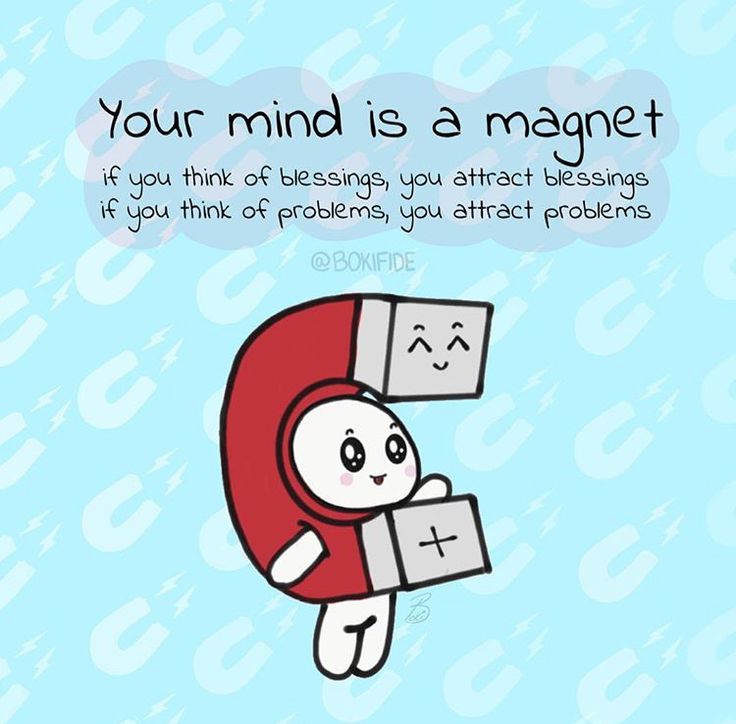 Your mind is a magnet
if you think of blessings, you attract blessings
if you think of problems, you attract problems
@BOKIFIDE
+